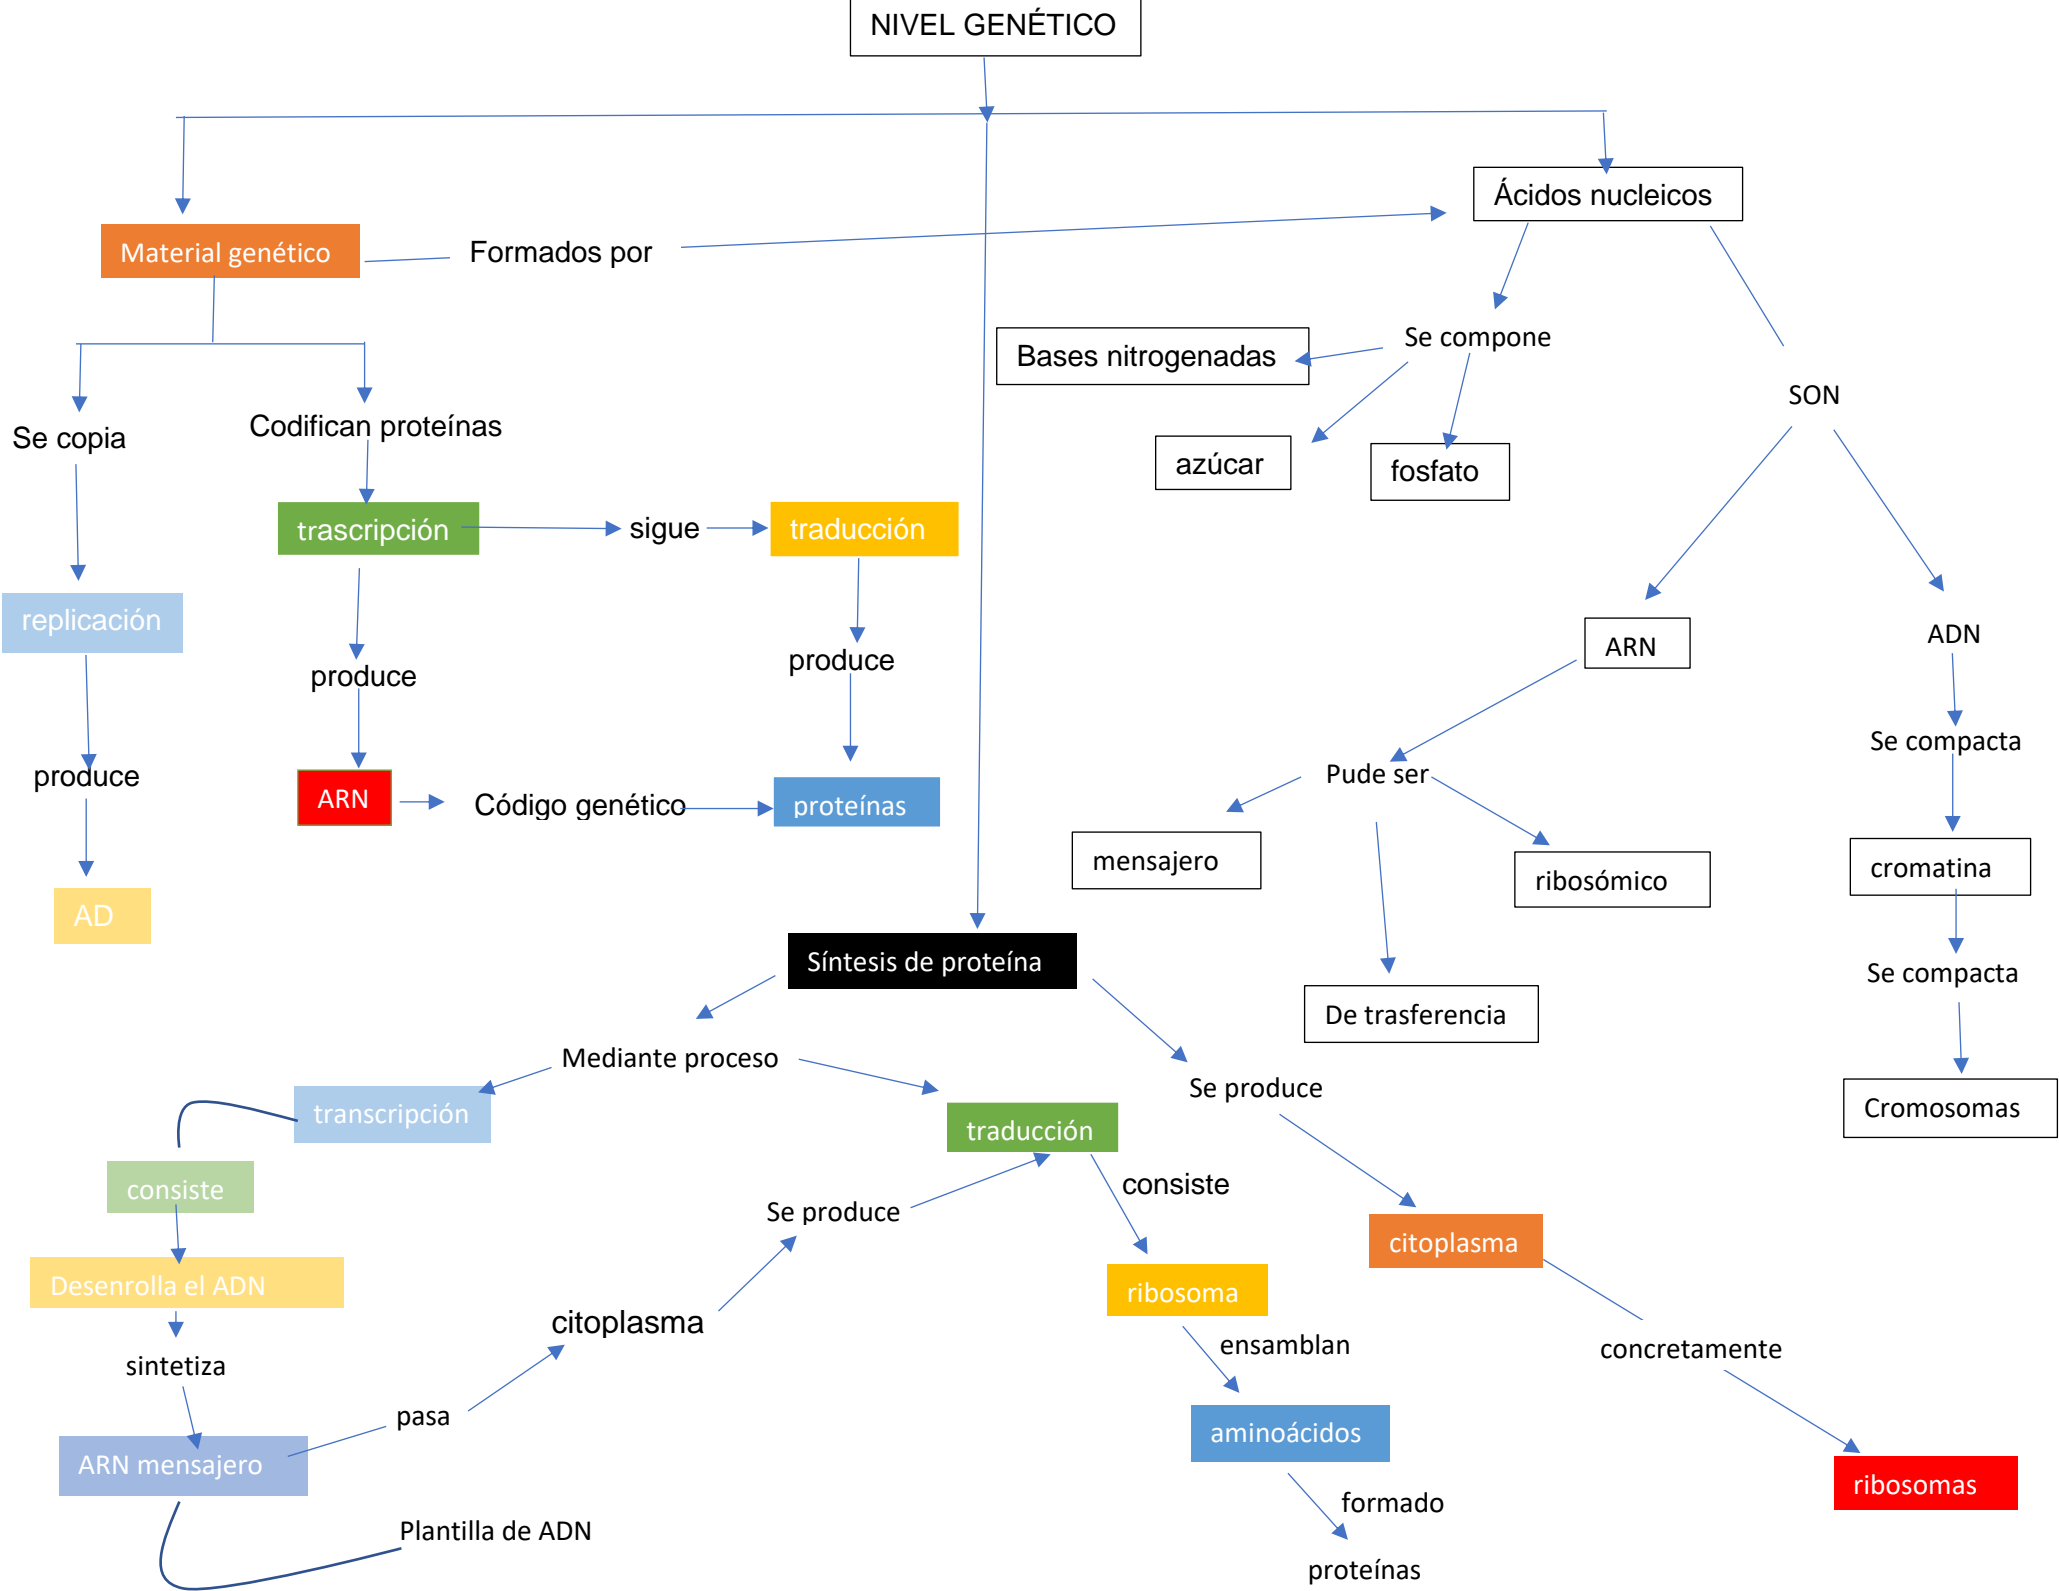 NIVEL GENÉTICO
Ácidos nucleicos
Material genético
Formados por
Se compone
Bases nitrogenadas
SON
Se copia
Codifican proteínas
azúcar
fosfato
trascripción
sigue
traducción
replicación
ARN
ADN
produce
produce
Se compacta
produce
Pude ser
ARN
Código genético
proteínas
mensajero
ribosómico
cromatina
AD
Síntesis de proteína
Se compacta
De trasferencia
Mediante proceso
Se produce
transcripción
traducción
Cromosomas
consiste
consiste
Se produce
citoplasma
Desenrolla el ADN
ribosoma
citoplasma
ensamblan
concretamente
sintetiza
pasa
aminoácidos
ARN mensajero
ribosomas
formado
Plantilla de ADN
proteínas